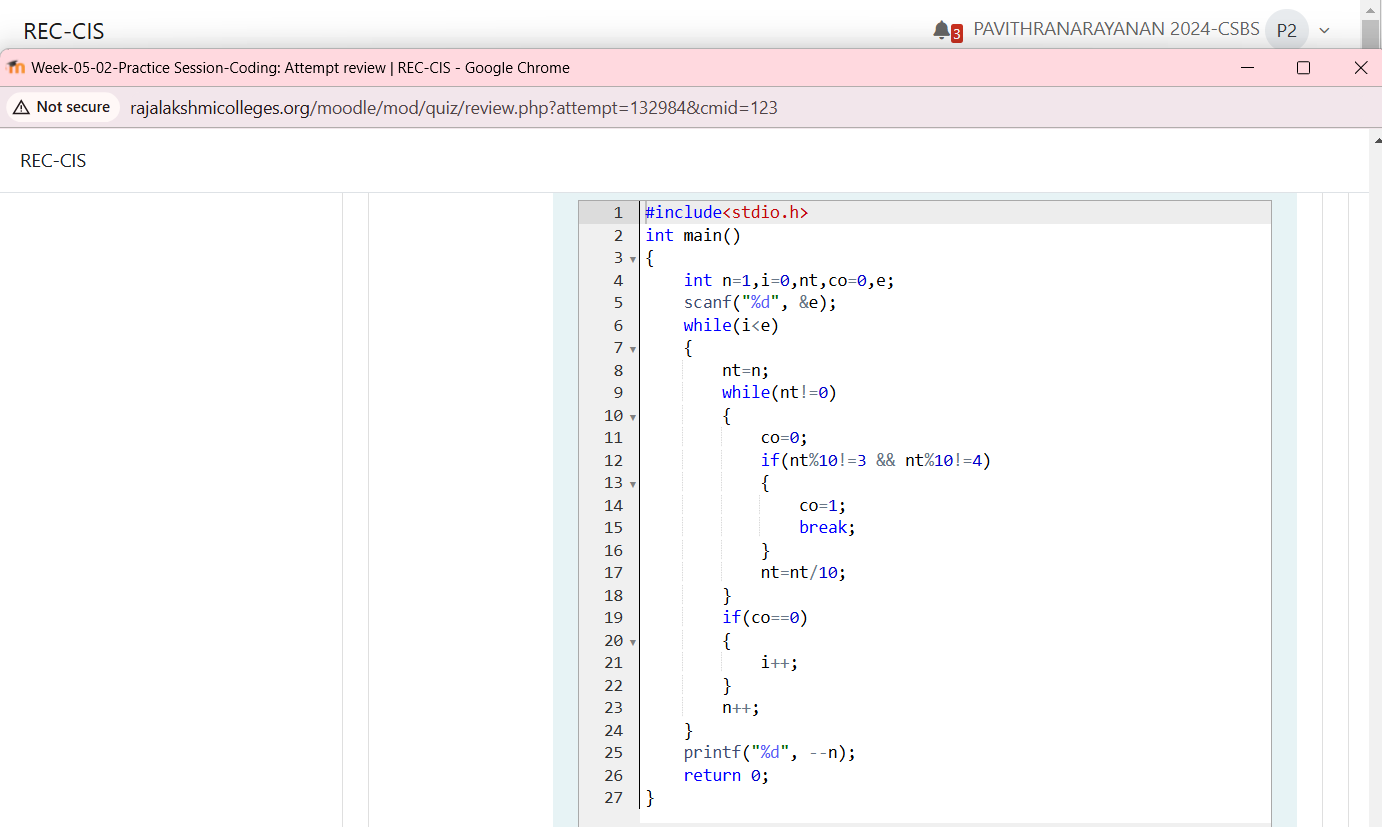 REC-CIS
3 PAVITHRANARAYANAN 2024-CSBS P2
Week-05-02-Practice Session-Coding: Attempt review | REC-CIS - Google Chrome
Not secure rajalakshmicolleges.org/moodle/mod/quiz/review.php?attempt=132984&cmid=123
REC-CIS
1 #include<stdio.h>
2 int main()
3 {
4     int n=1,i=0,nt,co=0,e;
5     scanf("%d", &e);
6     while(i<e)
7     {
8         nt=n;
9         while(nt!=0)
10         {
11             co=0;
12             if(nt%10!=3 && nt%10!=4)
13             {
14                 co=1;
15                 break;
16             }
17             nt=nt/10;
18         }
19         if(co==0)
20         {
21             i++;
22         }
23         n++;
24     }
25     printf("%d", --n);
26     return 0;
27 }